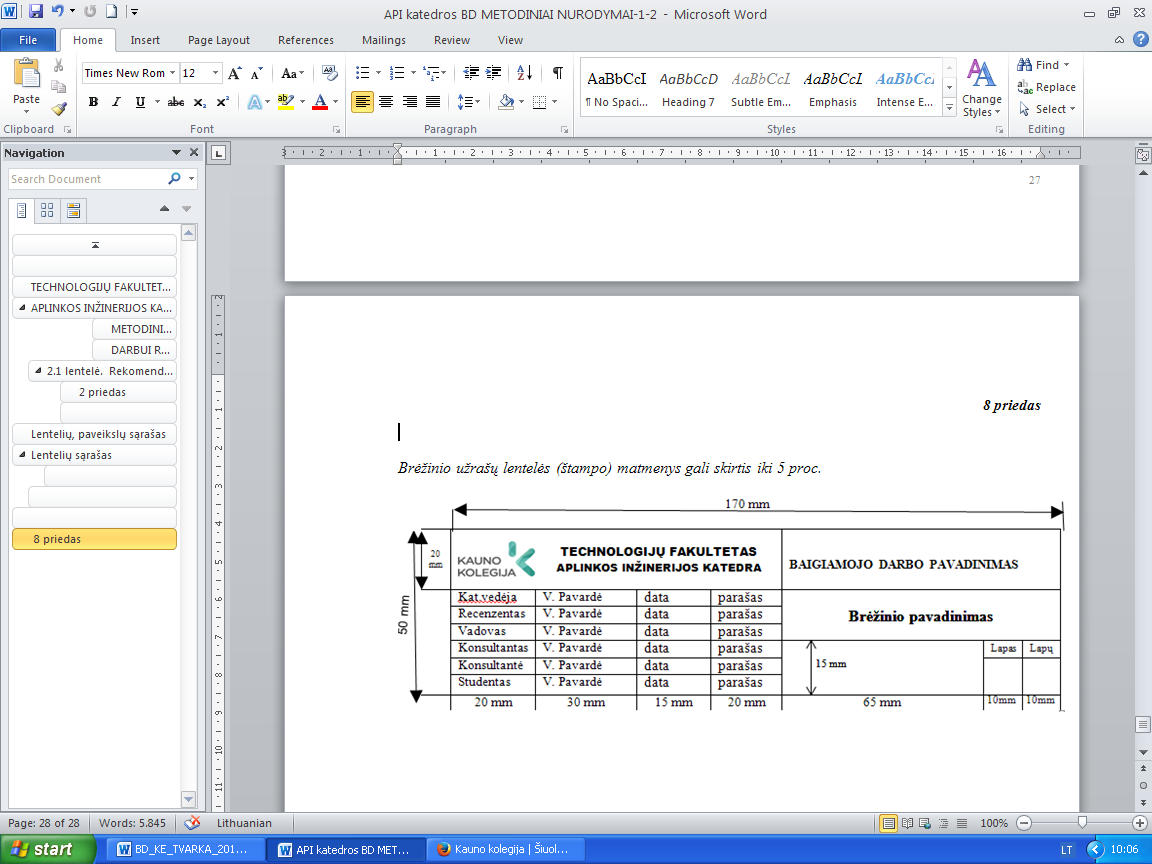 API katedros BD METODINIAI NURODYMAI-1-2 - Microsoft Word
File Home Insert Page Layout References Mailings Review View
Paste
Times New Rom 12
AaBbCcI AaBbCcD AaBbCcI AaBbCcI AaBbCcI
¶ No Spaci... Heading 7 Subtle Em... Emphasis Intense E...
Change Styles
Find
Replace
Select
Clipboard Font Paragraph Styles Editing
Navigation
Search Document
TECHNOLOGIJŲ FAKULTET...
APLINKOS INŽINERIJOS KA...
METODINI...
DARBUI R...
2.1 lentelė. Rekomend...
2 priedas
Lentelių, paveikslų sąrašas
Lentelių sąrašas
8 priedas
27
8 priedas
Brėžinio užrašų lentelės (štampo) matmenys gali skirtis iki 5 proc.
170 mm
20 mm
50 mm
KAUNO KOLEGIJA
TECHNOLOGIJŲ FAKULTETAS
APLINKOS INŽINERIJOS KATEDRA
BAIGIAMOJO DARBO PAVADINIMAS
Kat.vedėja V. Pavardė data parašas
Recenzentas V. Pavardė data parašas
Vadovas V. Pavardė data parašas
Konsultantas V. Pavardė data parašas
Konsultantė V. Pavardė data parašas
Studentas V. Pavardė data parašas
Brėžinio pavadinimas
Lapas Lapų
15 mm
20 mm 30 mm 15 mm 20 mm 65 mm 10mm 10mm
Page: 28 of 28 Words: 5.845 Lithuanian 100%
start BD_KE_TVARKA_201... API katedros BD MET... Kauno kolegija | Šiuol... LT 10:06